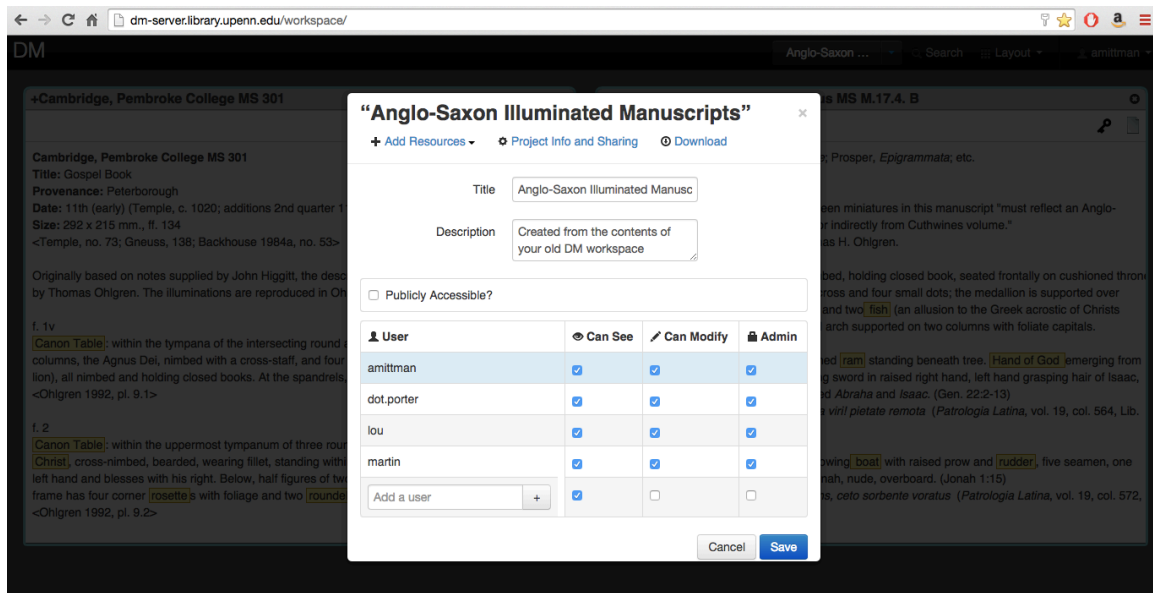 dm-server.library.upenn.edu/workspace/
DM
Anglo-Saxon ...
Search
Layout
amittman
+Cambridge, Pembroke College MS 301
us MS M.17.4. B
Cambridge, Pembroke College MS 301
Title: Gospel Book
Provenance: Peterborough
Date: 11th (early) (Temple, c. 1020; additions 2nd quarter 1
Size: 292 x 215 mm., ff. 134
<Temple, no. 73; Gneuss, 138; Backhouse 1984a, no. 53>
Originally based on notes supplied by John Higgitt, the desc
by Thomas Ohlgren. The illuminations are reproduced in Oh
f. 1v
Canon Table: within the tympana of the intersecting round a
columns, the Agnus Dei, nimbed with a cross-staff, and four
lion), all nimbed and holding closed books. At the spandrels,
<Ohlgren 1992, pl. 9.1>
f. 2
Canon Table: within the uppermost tympanum of three roun
Christ, cross-nimbed, bearded, wearing fillet, standing withi
left hand and blesses with his right. Below, half figures of tw
frame has four corner rosettes with foliage and two rounde
<Ohlgren 1992, pl. 9.2>
“Anglo-Saxon Illuminated Manuscripts”
×
Add Resources
Project Info and Sharing
Download
Title
Anglo-Saxon Illuminated Manusc
Description
Created from the contents of
your old DM workspace
Publicly Accessible?
User Can See Can Modify Admin
amittman
dot.porter
lou
martin
Add a user
+
Cancel
Save
; Prosper, Epigrammata; etc.
een miniatures in this manuscript "must reflect an Anglo-
or indirectly from Cuthwines volume."
as H. Ohlgren.
bed, holding closed book, seated frontally on cushioned throne
cross and four small dots; the medallion is supported over
and two fish (an allusion to the Greek acrostic of Christs
arch supported on two columns with foliate capitals.
ed ram standing beneath tree. Hand of God emerging from
g sword in raised right hand, left hand grasping hair of Isaac,
ed Abraha and Isaac. (Gen. 22:2-13)
a viril pietate remota (Patrologia Latina, vol. 19, col. 564, Lib.
owing boat with raised prow and rudder, five seamen, one
nah, nude, overboard. (Jonah 1:15)
s, ceto sorbente voratus (Patrologia Latina, vol. 19, col. 572,